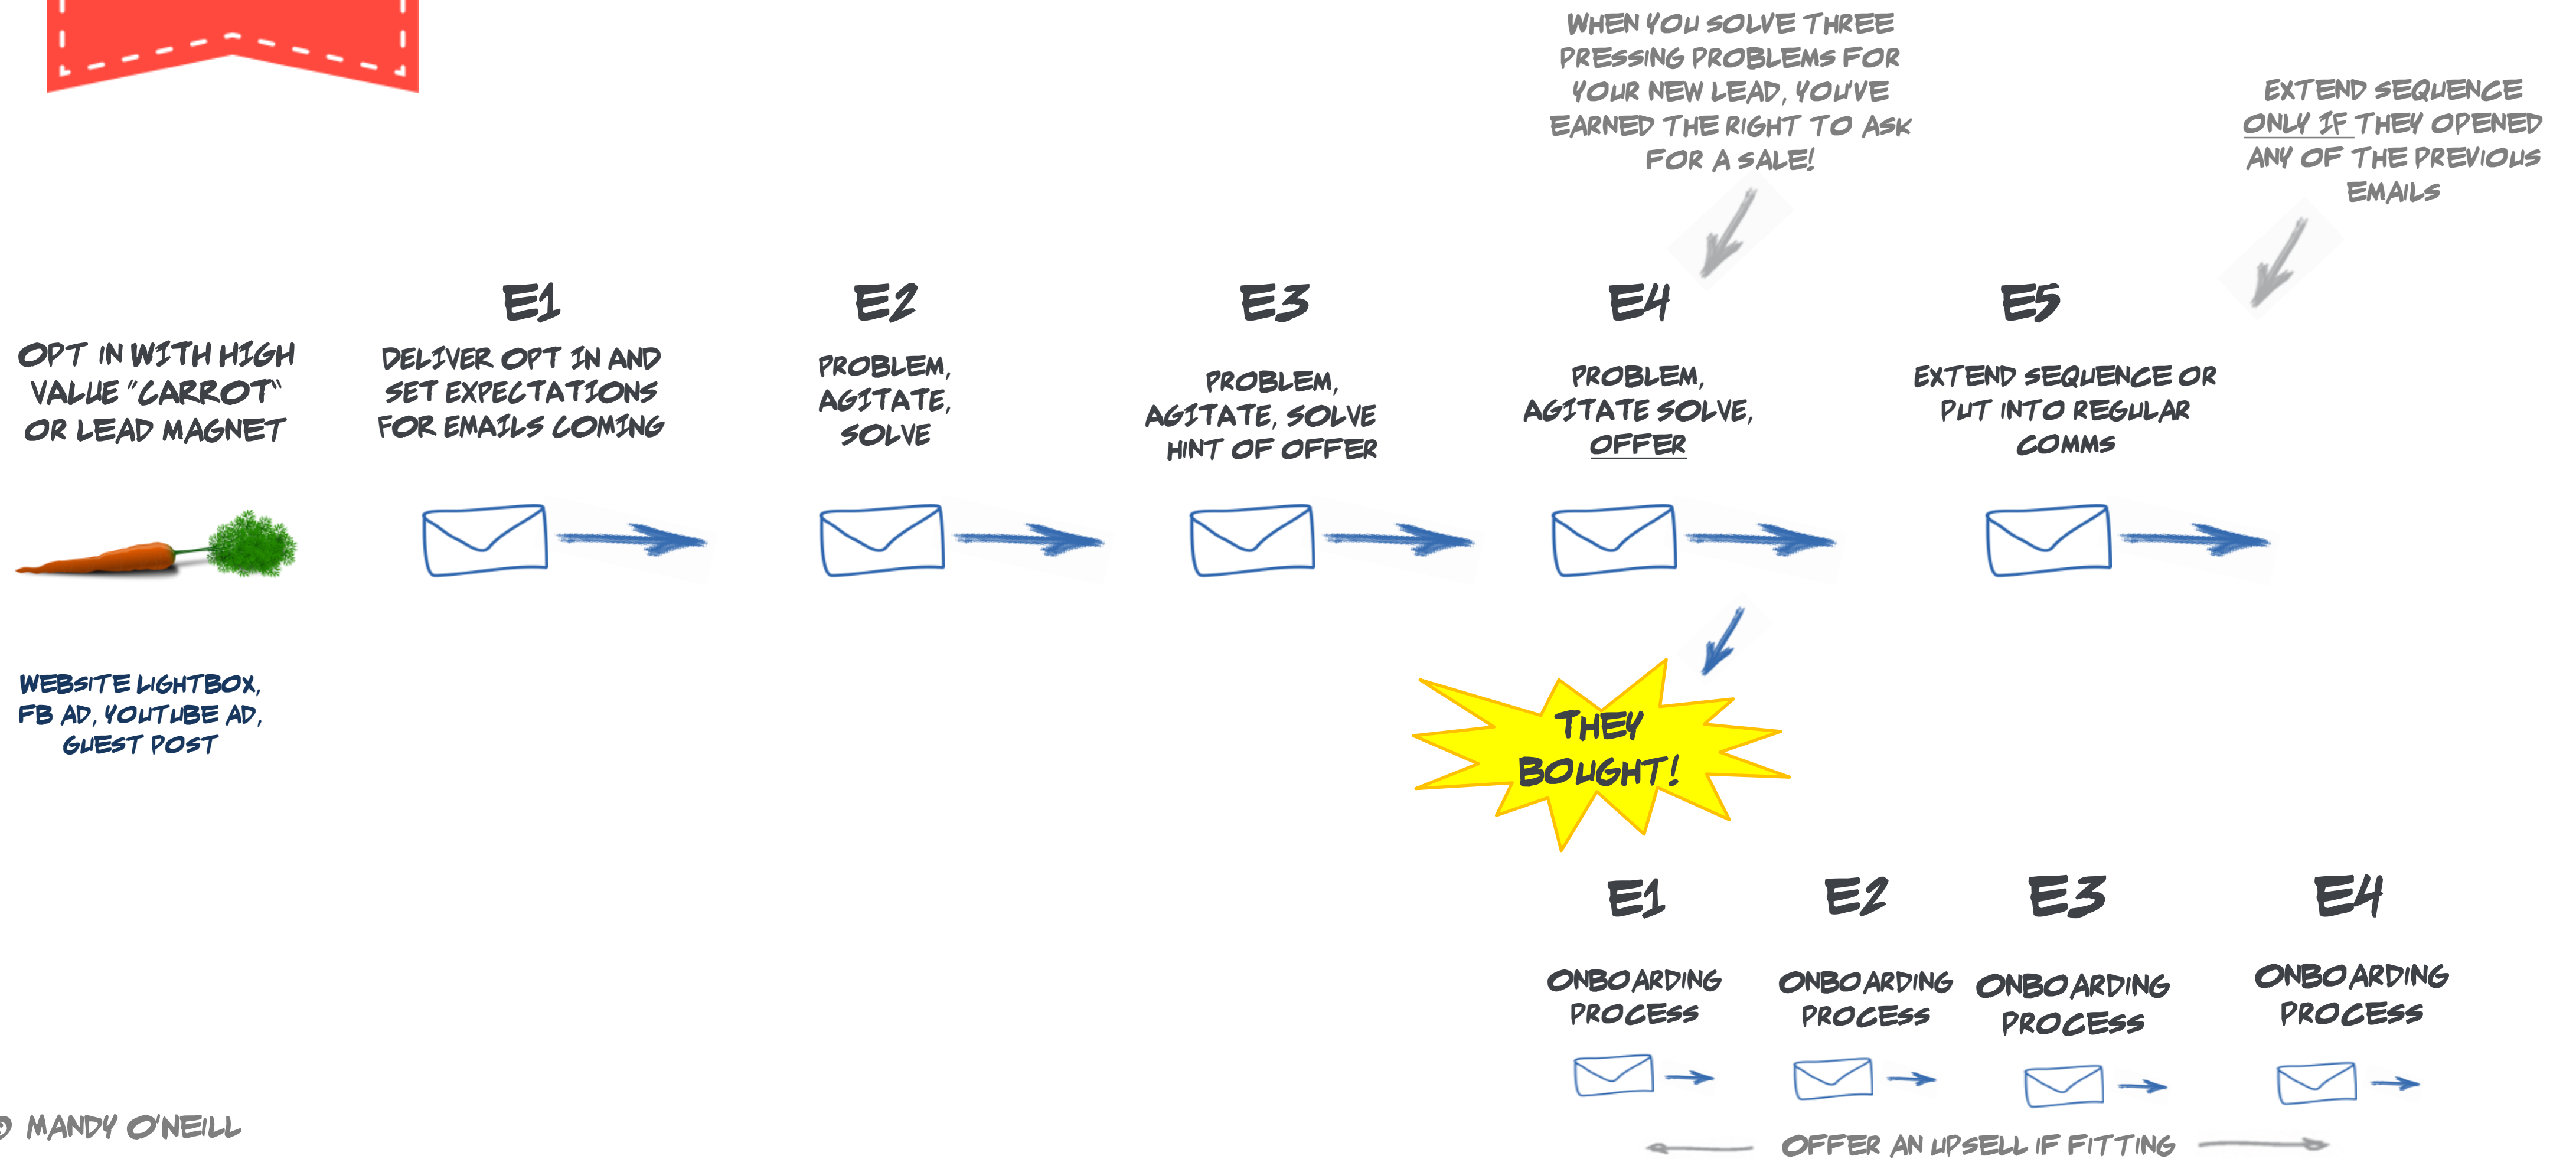 WHEN YOU SOLVE THREE
PRESSING PROBLEMS FOR
YOUR NEW LEAD, YOU'VE
EARNED THE RIGHT TO ASK
FOR A SALE!
EXTEND SEQUENCE
ONLY IF THEY OPENED
ANY OF THE PREVIOUS
EMAILS
OPT IN WITH HIGH
VALUE "CARROT"
OR LEAD MAGNET
E1
DELIVER OPT IN AND
SET EXPECTATIONS
FOR EMAILS COMING
E2
PROBLEM,
AGITATE,
SOLVE
E3
PROBLEM,
AGITATE, SOLVE
HINT OF OFFER
E4
PROBLEM,
AGITATE SOLVE,
OFFER
E5
EXTEND SEQUENCE OR
PUT INTO REGULAR
COMMS
WEBSITE LIGHTBOX,
FB AD, YOUTUBE AD,
GUEST POST
THEY
BOUGHT!
E1
ONBOARDING
PROCESS
E2
ONBOARDING
PROCESS
E3
ONBOARDING
PROCESS
E4
ONBOARDING
PROCESS
OFFER AN UPSELL IF FITTING
© MANDY O'NEILL